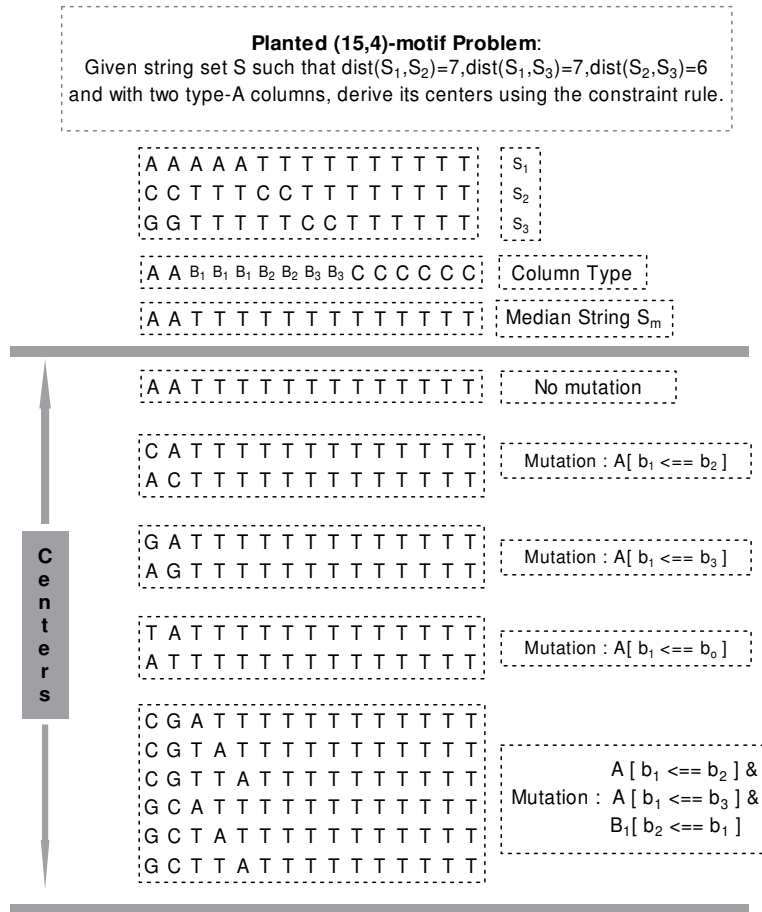 Planted (15,4)-motif Problem:
Given string set S such that dist(S₁,S₂)=7,dist(S₁,S₃)=7,dist(S₂,S₃)=6
and with two type-A columns, derive its centers using the constraint rule.
A A A A A T T T T T T T T T T S₁
C C T T T C C T T T T T T T T S₂
G G T T T T T C C T T T T T T S₃
A A B₁ B₁ B₁ B₂ B₂ B₃ B₃ C C C C C C Column Type
A A T T T T T T T T T T T T T Median String Sₘ
Centers
A A T T T T T T T T T T T T T No mutation
C A T T T T T T T T T T T T T
A C T T T T T T T T T T T T T
Mutation : A[ b₁ <== b₂ ]
G A T T T T T T T T T T T T T
A G T T T T T T T T T T T T T
Mutation : A[ b₁ <== b₃ ]
T A T T T T T T T T T T T T T
A T T T T T T T T T T T T T T
Mutation : A[ b₁ <== bₒ ]
C G A T T T T T T T T T T T T
C G T A T T T T T T T T T T T
C G T T A T T T T T T T T T T
G C A T T T T T T T T T T T T
G C T A T T T T T T T T T T T
G C T T A T T T T T T T T T T
A [ b₁ <== b₂ ] &
Mutation : A [ b₁ <== b₃ ] &
B₁[ b₂ <== b₁ ]